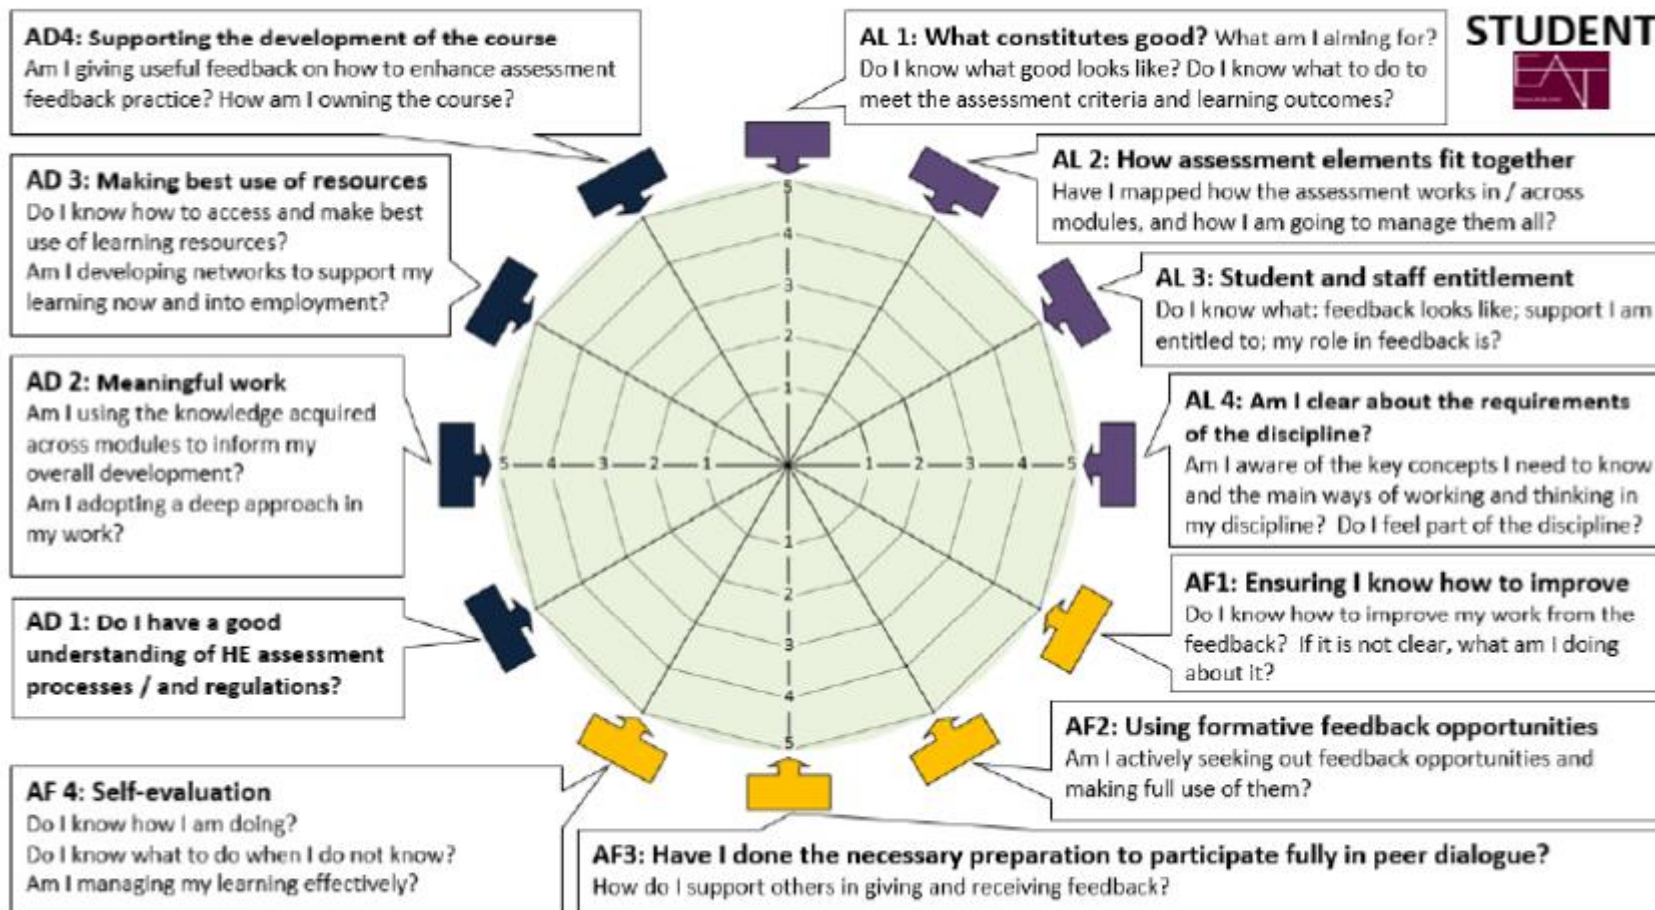 AD4: Supporting the development of the course
Am I giving useful feedback on how to enhance assessment
feedback practice? How am I owning the course?
AL 1: What constitutes good? What am I aiming for?
Do I know what good looks like? Do I know what to do to
meet the assessment criteria and learning outcomes?
STUDENT
EAT
AL 2: How assessment elements fit together
Have I mapped how the assessment works in / across
modules, and how I am going to manage them all?
AD 3: Making best use of resources
Do I know how to access and make best
use of learning resources?
Am I developing networks to support my
learning now and into employment?
AL 3: Student and staff entitlement
Do I know what: feedback looks like; support I am
entitled to; my role in feedback is?
AD 2: Meaningful work
Am I using the knowledge acquired
across modules to inform my
overall development?
Am I adopting a deep approach in
my work?
AL 4: Am I clear about the requirements
of the discipline?
Am I aware of the key concepts I need to know
and the main ways of working and thinking in
my discipline? Do I feel part of the discipline?
5
4
3
2
1
5 4 3 2 1 1 2 3 4 5
1
2
3
4
5
AD 1: Do I have a good
understanding of HE assessment
processes / and regulations?
AF1: Ensuring I know how to improve
Do I know how to improve my work from the
feedback? If it is not clear, what am I doing
about it?
AF2: Using formative feedback opportunities
Am I actively seeking out feedback opportunities and
making full use of them?
AF 4: Self-evaluation
Do I know how I am doing?
Do I know what to do when I do not know?
Am I managing my learning effectively?
AF3: Have I done the necessary preparation to participate fully in peer dialogue?
How do I support others in giving and receiving feedback?